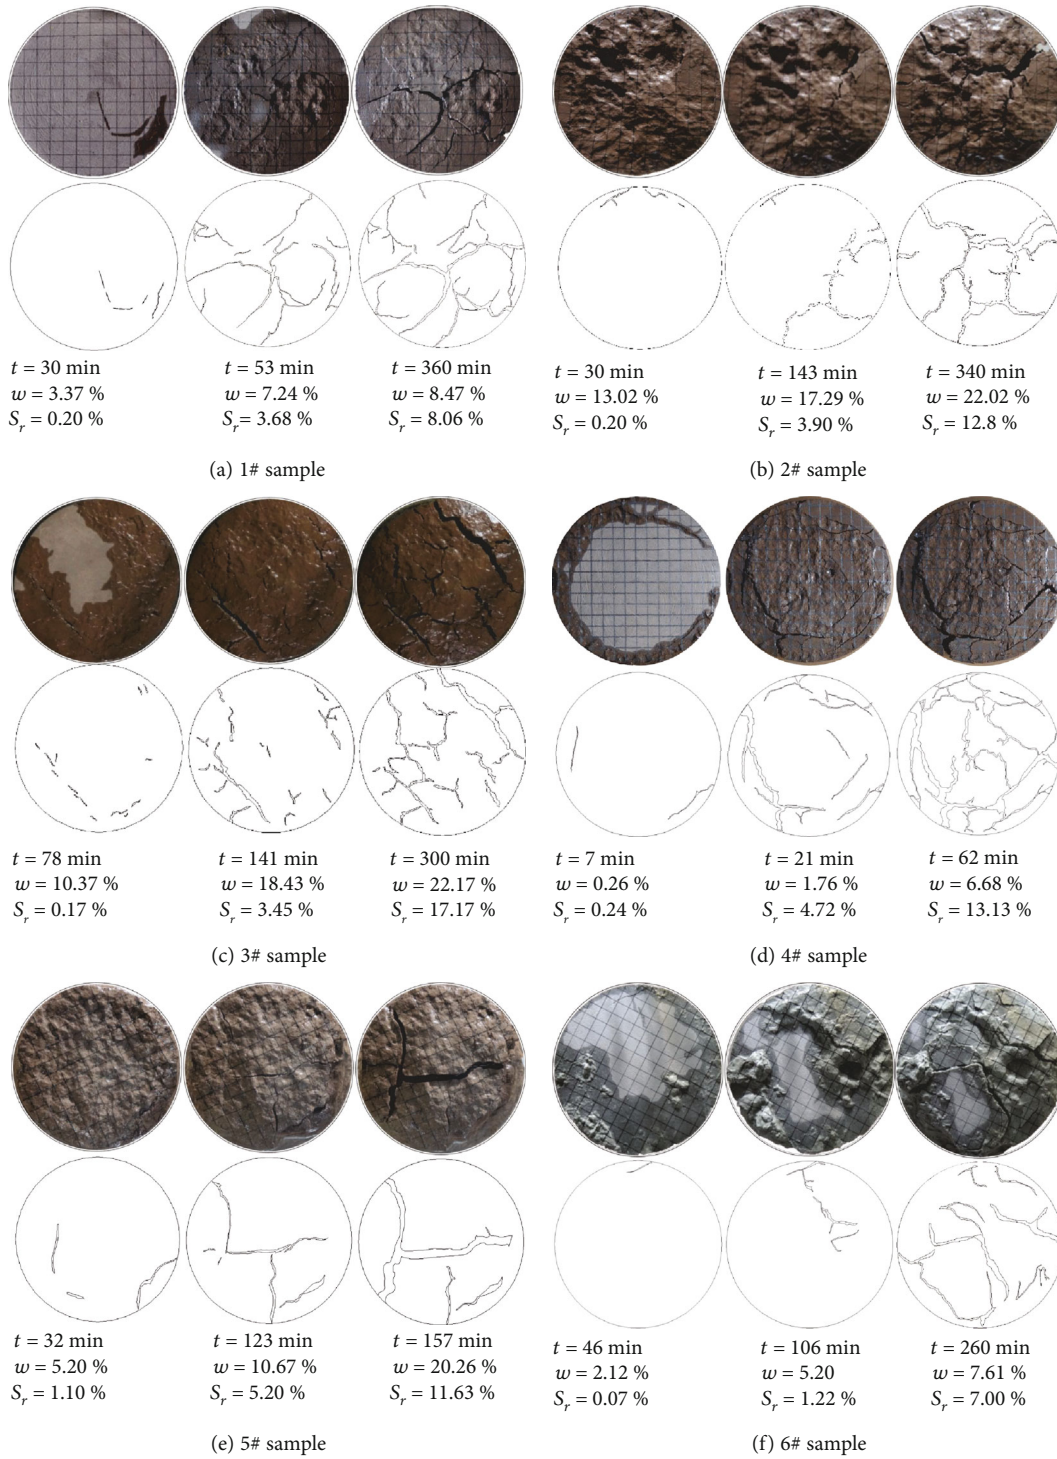 t = 30 min
w = 3.37 %
S_r = 0.20 %
t = 53 min
w = 7.24 %
S_r = 3.68 %
t = 360 min
w = 8.47 %
S_r = 8.06 %
(a) 1# sample
t = 30 min
w = 13.02 %
S_r = 0.20 %
t = 143 min
w = 17.29 %
S_r = 3.90 %
t = 340 min
w = 22.02 %
S_r = 12.8 %
(b) 2# sample
t = 78 min
w = 10.37 %
S_r = 0.17 %
t = 141 min
w = 18.43 %
S_r = 3.45 %
t = 300 min
w = 22.17 %
S_r = 17.17 %
(c) 3# sample
t = 7 min
w = 0.26 %
S_r = 0.24 %
t = 21 min
w = 1.76 %
S_r = 4.72 %
t = 62 min
w = 6.68 %
S_r = 13.13 %
(d) 4# sample
t = 32 min
w = 5.20 %
S_r = 1.10 %
t = 123 min
w = 10.67 %
S_r = 5.20 %
t = 157 min
w = 20.26 %
S_r = 11.63 %
(e) 5# sample
t = 46 min
w = 2.12 %
S_r = 0.07 %
t = 106 min
w = 5.20
S_r = 1.22 %
t = 260 min
w = 7.61 %
S_r = 7.00 %
(f) 6# sample